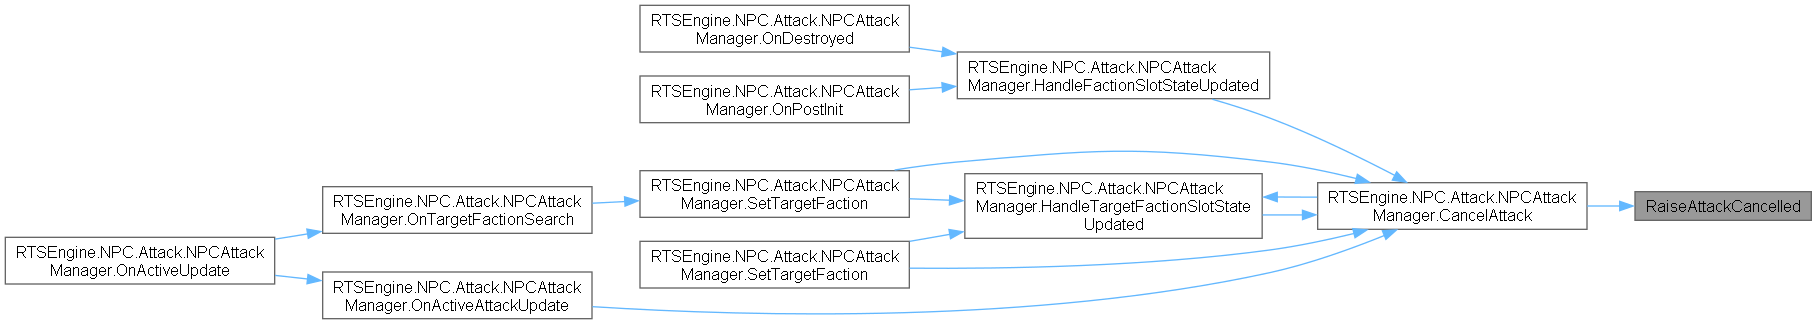 RTSEngine.NPC.Attack.NPCAttack
Manager.OnDestroyed
RTSEngine.NPC.Attack.NPCAttack
Manager.HandleFactionSlotStateUpdated
RTSEngine.NPC.Attack.NPCAttack
Manager.OnPostInit
RTSEngine.NPC.Attack.NPCAttack
Manager.SetTargetFaction
RTSEngine.NPC.Attack.NPCAttack
Manager.HandleTargetFactionSlotState
Updated
RTSEngine.NPC.Attack.NPCAttack
Manager.CancelAttack
RaiseAttackCancelled
RTSEngine.NPC.Attack.NPCAttack
Manager.OnTargetFactionSearch
RTSEngine.NPC.Attack.NPCAttack
Manager.OnActiveUpdate
RTSEngine.NPC.Attack.NPCAttack
Manager.SetTargetFaction
RTSEngine.NPC.Attack.NPCAttack
Manager.OnActiveAttackUpdate